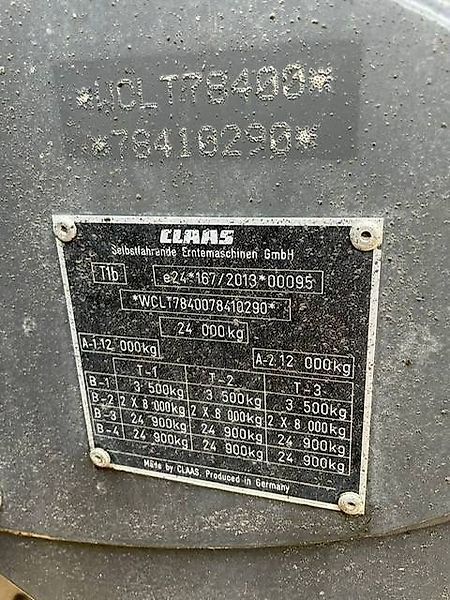 *WCLT78400*
*78410290*
CLAAS
Selbstfahrende Erntemaschinen GmbH
T1b e24*167/2013*00095
*WCLT7840078410290*
24 000kg
A-1 12 000kg A-2 12 000kg
T-1 T-2 T-3
B-1 3 500kg 3 500kg 3 500kg
B-2 2 X 8 000kg 2 X 8 000kg 2 X 8 000kg
B-3 24 900kg 24 900kg 24 900kg
B-4 24 900kg 24 900kg 24 900kg
Made by CLAAS, Produced in Germany